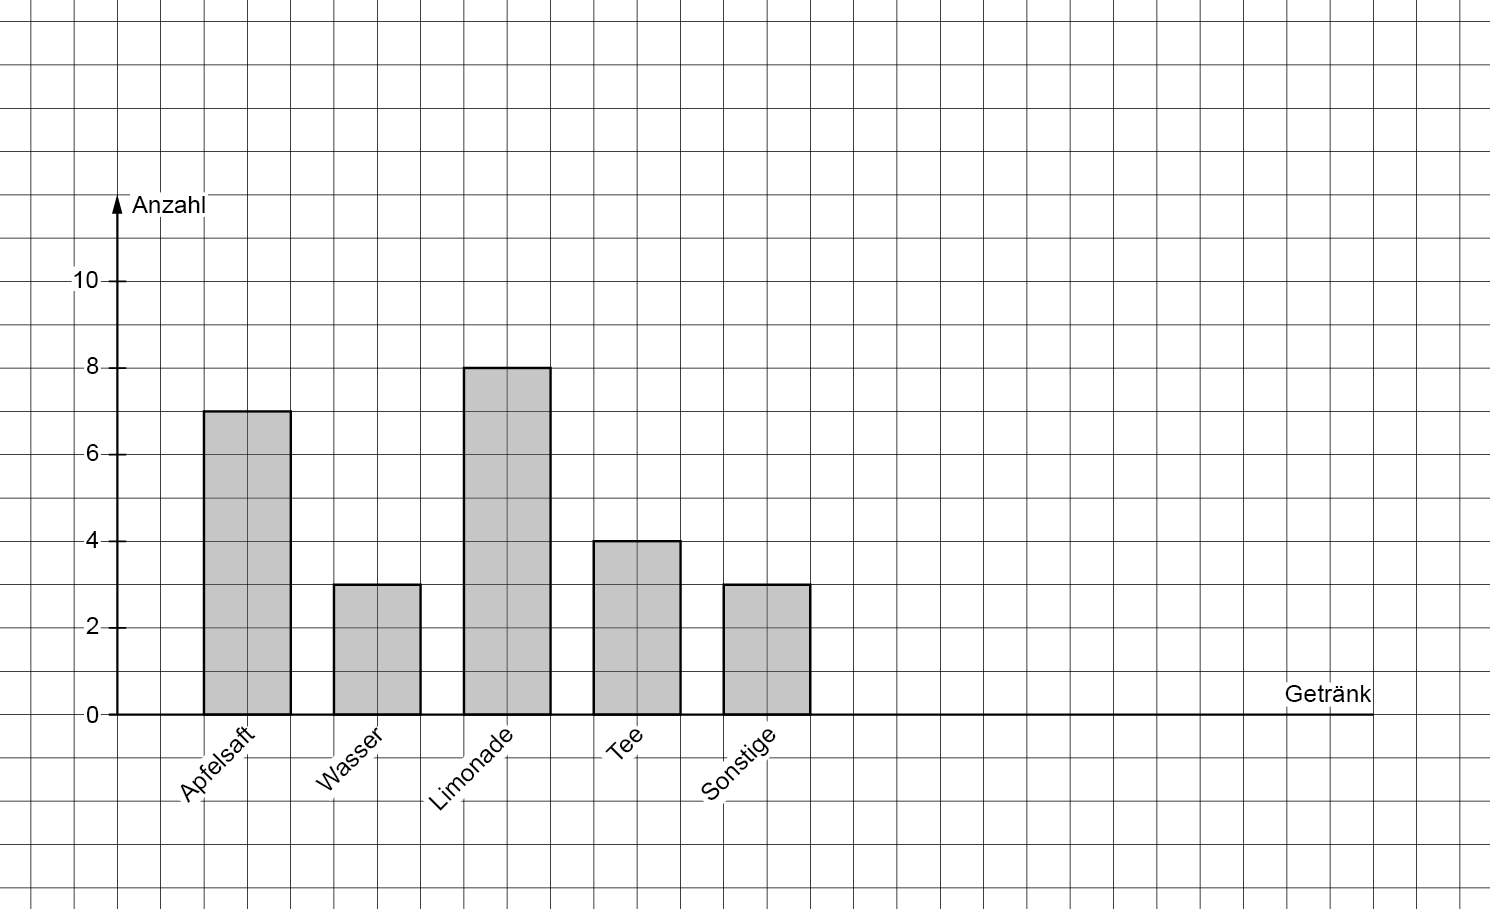 Anzahl
10
8
6
4
2
0
Getränk
Apfelsaft
Wasser
Limonade
Tee
Sonstige